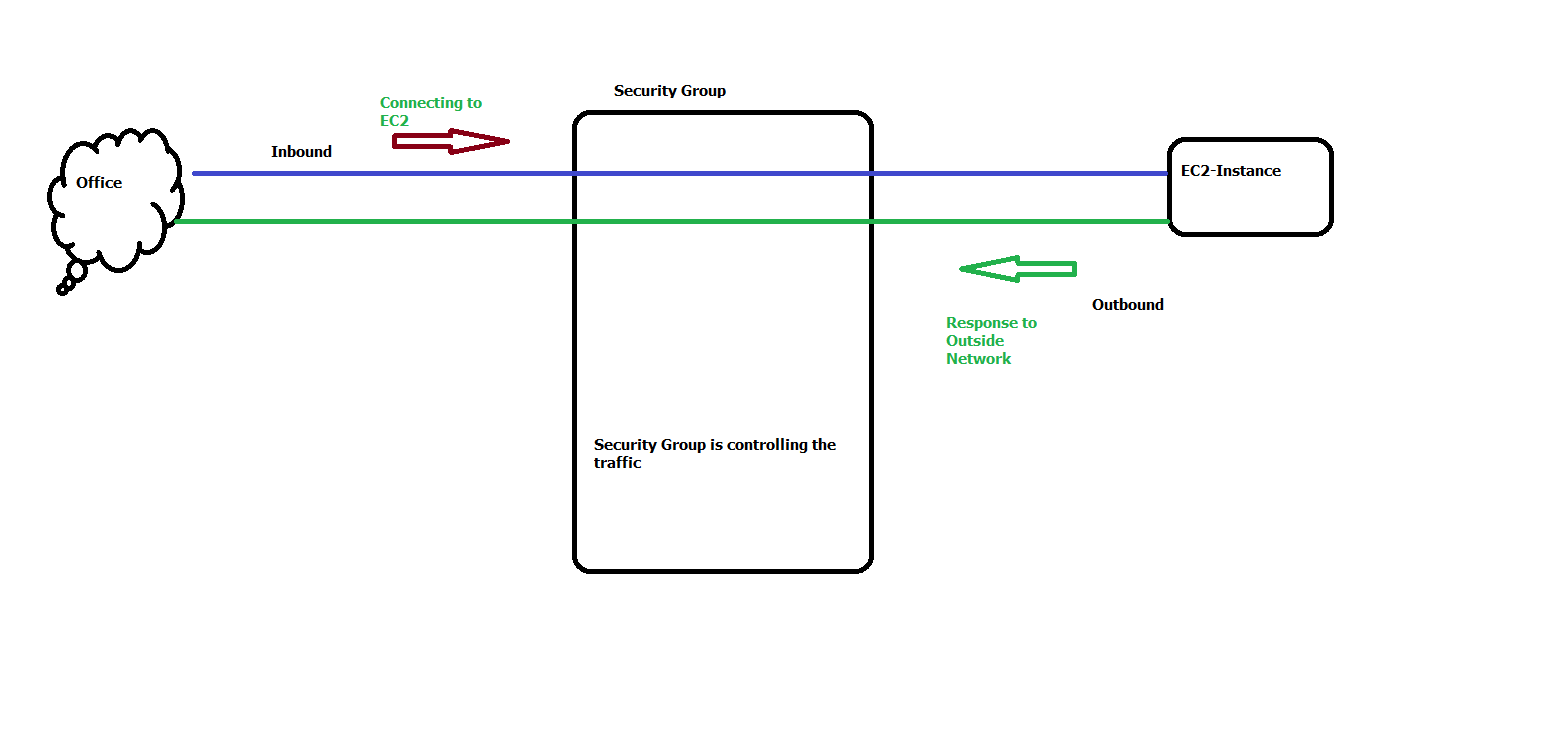 Security Group
Connecting to
EC2
Inbound
Office
EC2-Instance
Outbound
Response to
Outside
Network
Security Group is controlling the
traffic